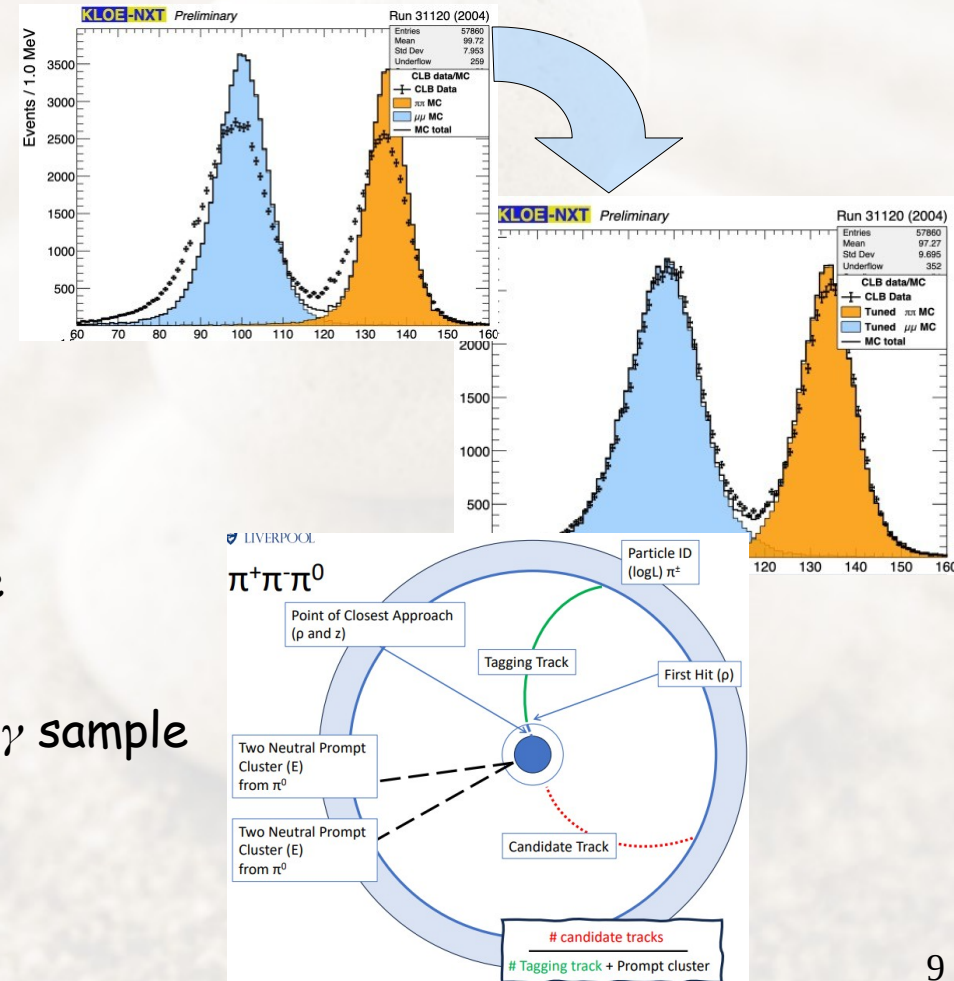 KLOE-NXT Preliminary
Run 31120 (2004)
Entries 57860
Mean 99.72
Std Dev 7.953
Underflow 259
CLB data/MC
CLB Data
ππ MC
μμ MC
MC total
Events / 1.0 MeV
3500
3000
2500
2000
1500
1000
500
60 70 80 90 100 110 120 130 140 150 160
KLOE-NXT Preliminary
Run 31120 (2004)
Entries 57860
Mean 97.27
Std Dev 9.695
Underflow 352
CLB data/MC
CLB Data
Tuned ππ MC
Tuned μμ MC
MC total
2000
1500
1000
500
120 130 140 150 160
γ sample
LIVERPOOL
π⁺π⁻π⁰
Particle ID
(logL) π±
Point of Closest Approach
(ρ and z)
Tagging Track
First Hit (ρ)
Two Neutral Prompt
Cluster (E)
from π⁰
Two Neutral Prompt
Cluster (E)
from π⁰
Candidate Track
# candidate tracks
# Tagging track + Prompt cluster
9